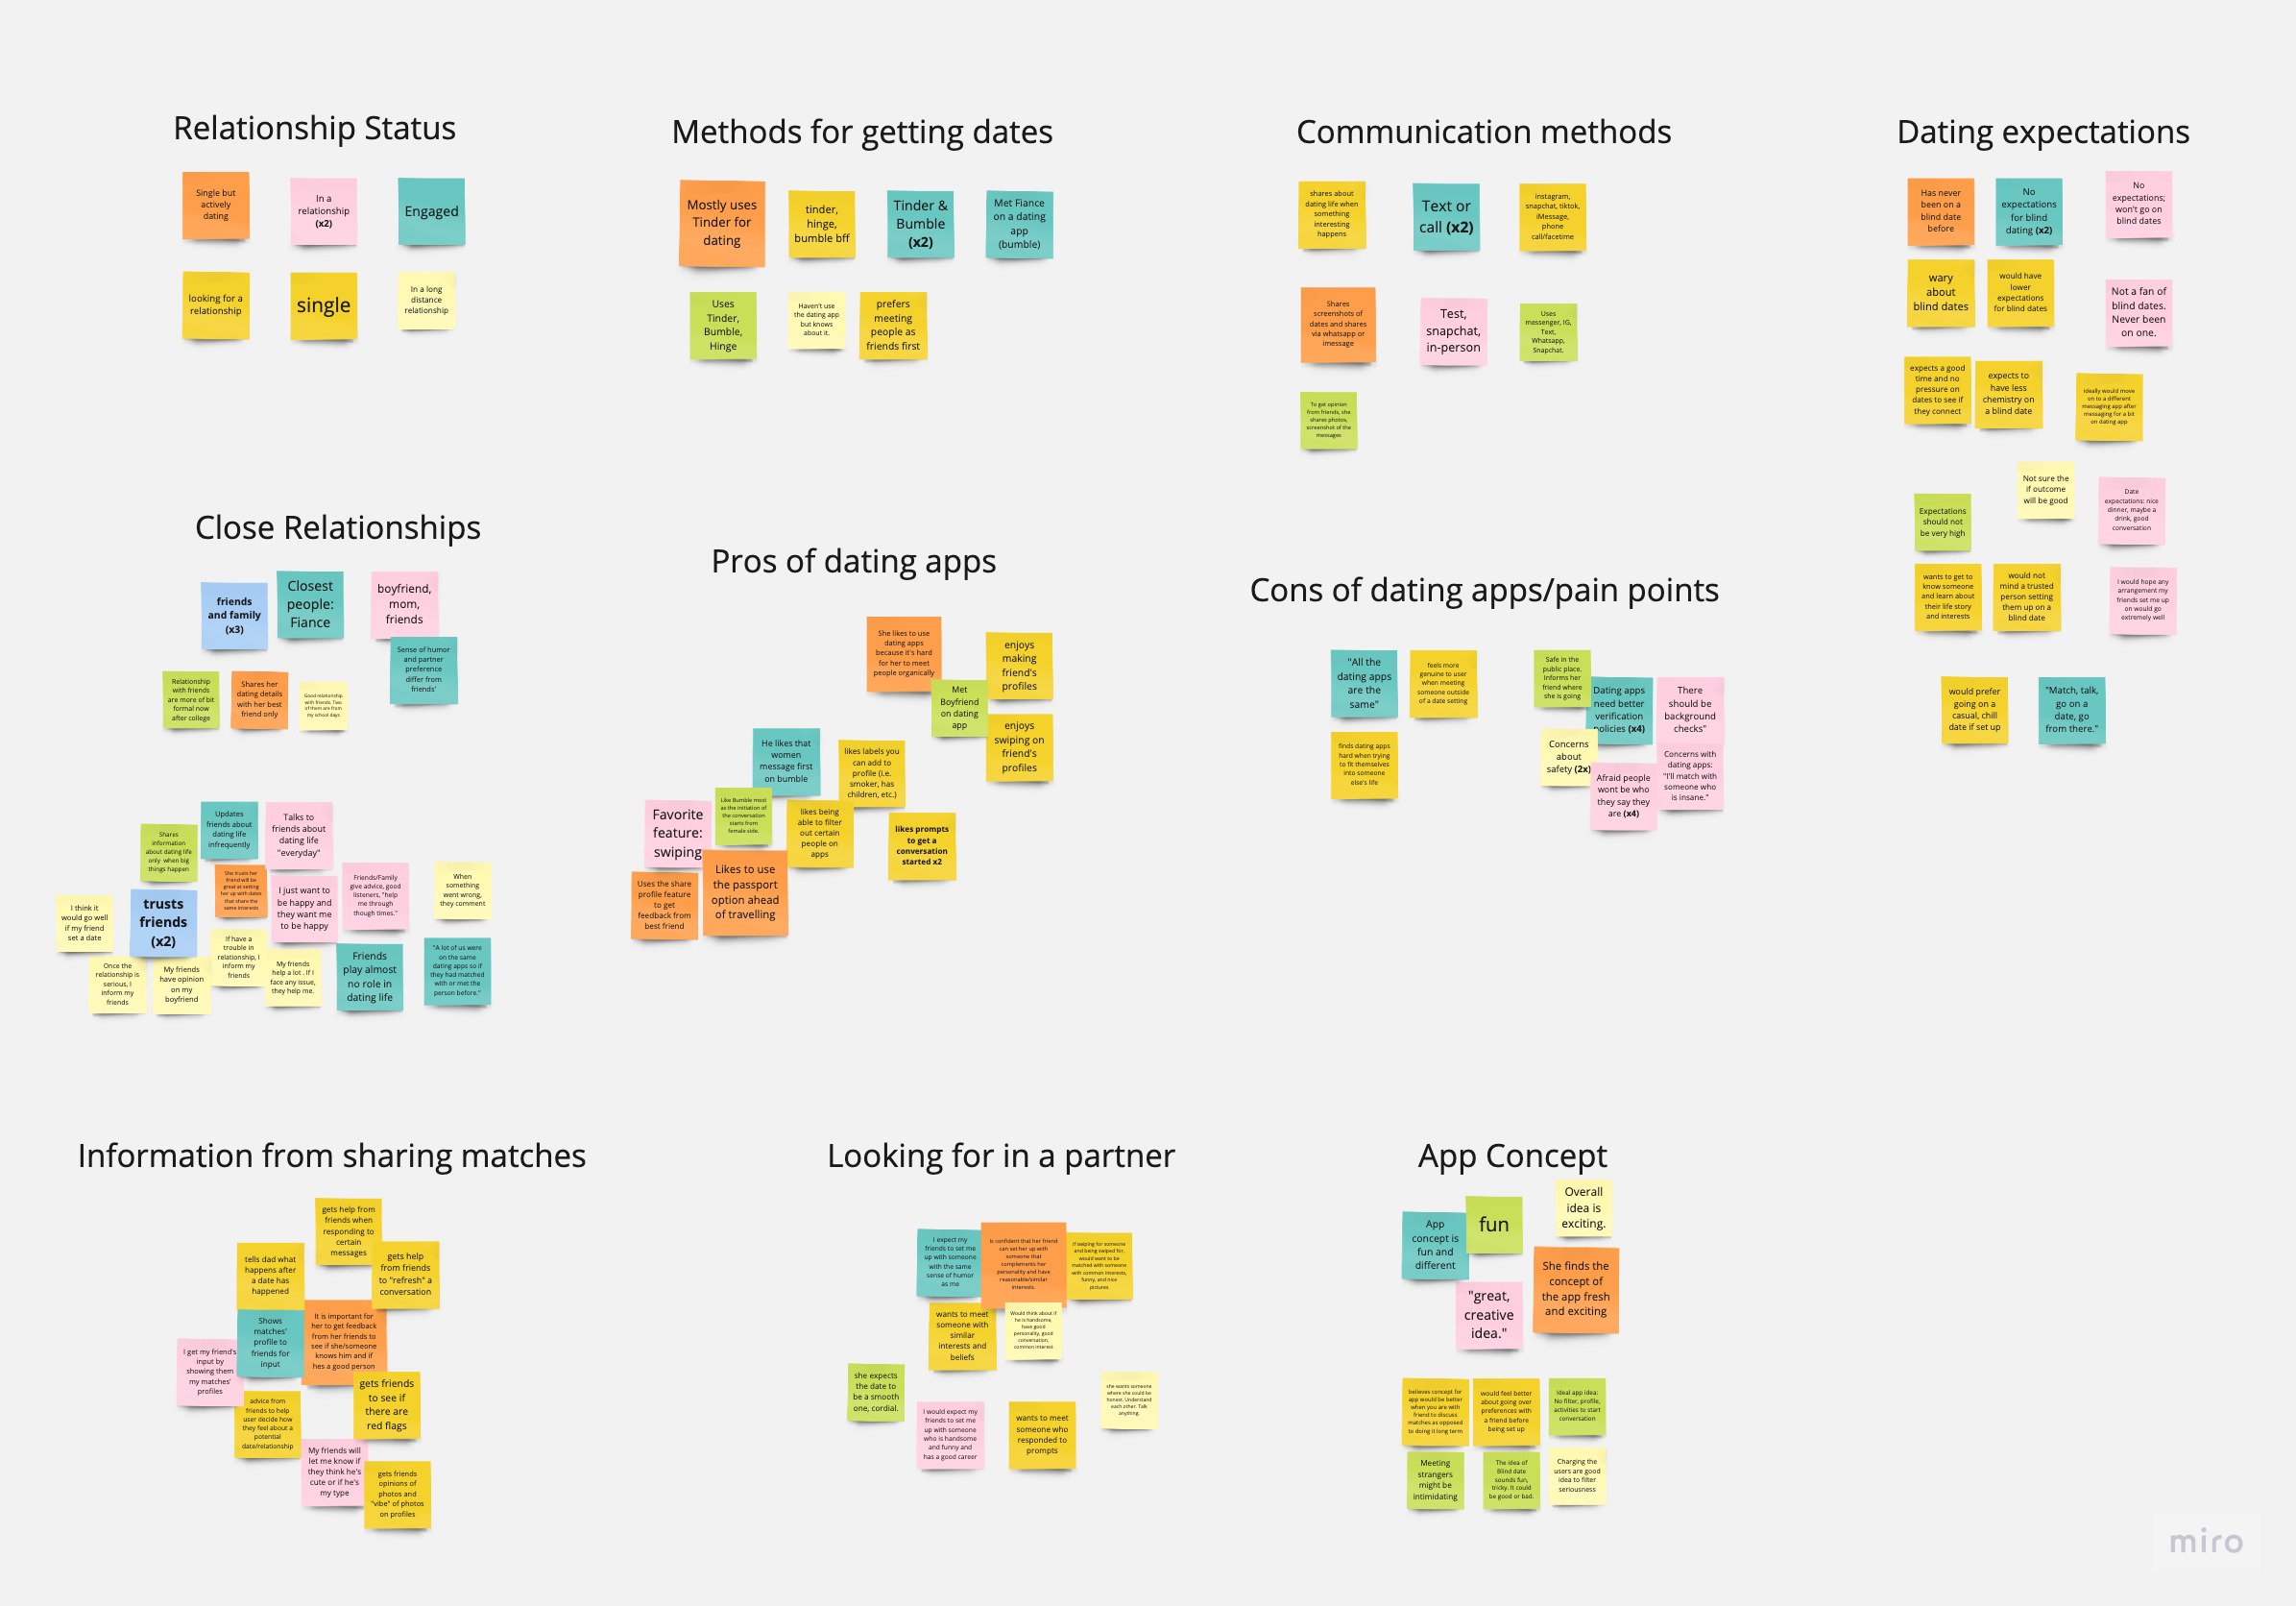 Relationship Status
Single but
actively
dating
In a
relationship
(x2)
Engaged
looking for a
relationship
single
In a long
distance
relationship
Methods for getting dates
Mostly uses
Tinder for
dating
tinder,
hinge,
bumble bff
Tinder &
Bumble
(x2)
Met Fiance
on a dating
app
(bumble)
Uses
Tinder,
Bumble,
Hinge
Haven't use
the dating app
but knows
about it.
prefers
meeting
people as
friends first
Communication methods
shares about
dating life when
something
interesting
happens
Text or
call (x2)
instagram,
snapchat, tiktok,
iMessage,
phone
call/facetime
Shares
screenshots of
dates and shares
via whatsapp or
imessage
Test,
snapchat,
in-person
Uses
messenger, IG,
Text,
Whatsapp,
Snapchat.
To get opinion
from friends, she
shares photos,
screenshot of the
messages
Dating expectations
Has never
been on a
blind date
before
No
expectations
for blind
dating (x2)
No
expectations;
won't go on
blind dates
wary
about
blind dates
would have
lower
expectations
for blind dates
Not a fan of
blind dates.
Never been
on one.
expects a good
time and no
pressure on
dates to see if
they connect
expects to
have less
chemistry on
a blind date
ideally would move
on to a different
messaging app after
messaging for a bit
on dating app
Expectations
should not
be very high
Not sure the
if outcome
will be good
Date
expectations; nice
dinner, maybe a
drink, good
conversation
wants to get to
know someone
and learn about
their life story
and interests
would not
mind a trusted
person setting
them up on a
blind date
I would hope any
arrangement my
friends set me up
on would go
extremely well
would prefer
going on a
casual, chill
date if set up
"Match, talk,
go on a
date, go
from there."
Close Relationships
friends
and family
(x3)
Closest
people:
Fiance
boyfriend,
mom,
friends
Sense of humor
and partner
preference
differ from
friends'
Relationship
with friends
are more of bit
formal now
after college
Shares her
dating details
with her best
friend only
Good relationship
with friends. Two
of them are from
my school days
Shares
information
about dating life
only when big
things happen
Updates
friends about
dating life
infrequently
Talks to
friends about
dating life
"everyday"
She trusts her
friend will be
great at setting
her up with dates
that share the
same interests
I just want to
be happy and
they want me
to be happy
Friends/Family
give advice, good
listeners, "help
me through
though times."
When
something
went wrong,
they comment
I think it
would go well
if my friend
set a date
trusts
friends
(x2)
If have a
trouble in
relationship, I
inform my
friends
Once the
relationship is
serious, I
inform my
friends
My friends
have opinion
on my
boyfriend
My friends
help a lot . If I
face any issue,
they help me.
Friends
play almost
no role in
dating life
"A lot of us were
on the same
dating apps so if
they had matched
with or met the
person before."
Pros of dating apps
She likes to use
dating apps
because it's hard
for her to meet
people organically
enjoys
making
friend's
profiles
Met
Boyfriend
on dating
app
enjoys
swiping on
friend's
profiles
He likes that
women
message first
on bumble
likes labels you
can add to
profile (i.e.
smoker, has
children, etc.)
Favorite
feature:
swiping
Like Bumble most
as the initiation of
the conversation
starts from
female side.
likes being
able to filter
out certain
people on
apps
likes prompts
to get a
conversation
started x2
Uses the share
profile feature
to get
feedback from
best friend
Likes to use
the passport
option ahead
of travelling
Cons of dating apps/pain points
"All the
dating apps
are the
same"
feels more
genuine to user
when meeting
someone outside
of a date setting
finds dating apps
hard when trying
to fit themselves
into someone
else's life
Safe in the
public place.
Informs her
friend where
she is going
Dating apps
need better
verification
policies (x4)
There
should be
background
checks"
Concerns
about
safety (2x)
Afraid people
wont be who
they say they
are (x4)
Concerns with
dating apps:
"I'll match with
someone who
is insane."
Information from sharing matches
gets help from
friends when
responding to
certain
messages
tells dad what
happens after
a date has
happened
gets help
from friends
to "refresh" a
conversation
Shows
matches'
profile to
friends for
input
It is important for
her to get feedback
from her friends to
see if she/someone
knows him and if
hes a good person
I get my friend's
input by
showing them
my matches'
profiles
gets friends
to see if
there are
red flags
advice from
friends to help
user decide how
they feel about a
potential
date/relationship
My friends will
let me know if
they think he's
cute or if he's
my type
gets friends
opinions of
photos and
"vibe" of photos
on profiles
Looking for in a partner
I expect my
friends to set me
up with someone
with the same
sense of humor
as me
Is confident that her friend
can set her up with
someone that
complements her
personality and have
reasonable/similar
interests.
if swiping for someone
and being swiped for,
would want to be
matched with someone
with common interests,
funny, and nice
pictures
wants to meet
someone with
similar
interests and
beliefs
Would think about if
he is handsome,
have good
personality, good
conversation,
common interest
she expects
the date to
be a smooth
one, cordial.
I would expect my
friends to set me
up with someone
who is handsome
and funny and
has a good career
wants to meet
someone who
responded to
prompts
she wants someone
where she could be
honest. Understand
each other. Talk
anything.
App Concept
App
concept is
fun and
different
fun
Overall
idea is
exciting.
"great,
creative
idea."
She finds the
concept of
the app fresh
and exciting
believes concept for
app would be better
when you are with
friend to discuss
matches as opposed
to doing it long term
would feel better
about going over
preferences with
a friend before
being set up
Ideal app idea:
No filter, profile,
activities to start
conversation
Meeting
strangers
might be
intimidating
The idea of
Blind date
sounds fun,
tricky. It could
be good or bad.
Charging the
users are good
idea to filter
seriousness
miro